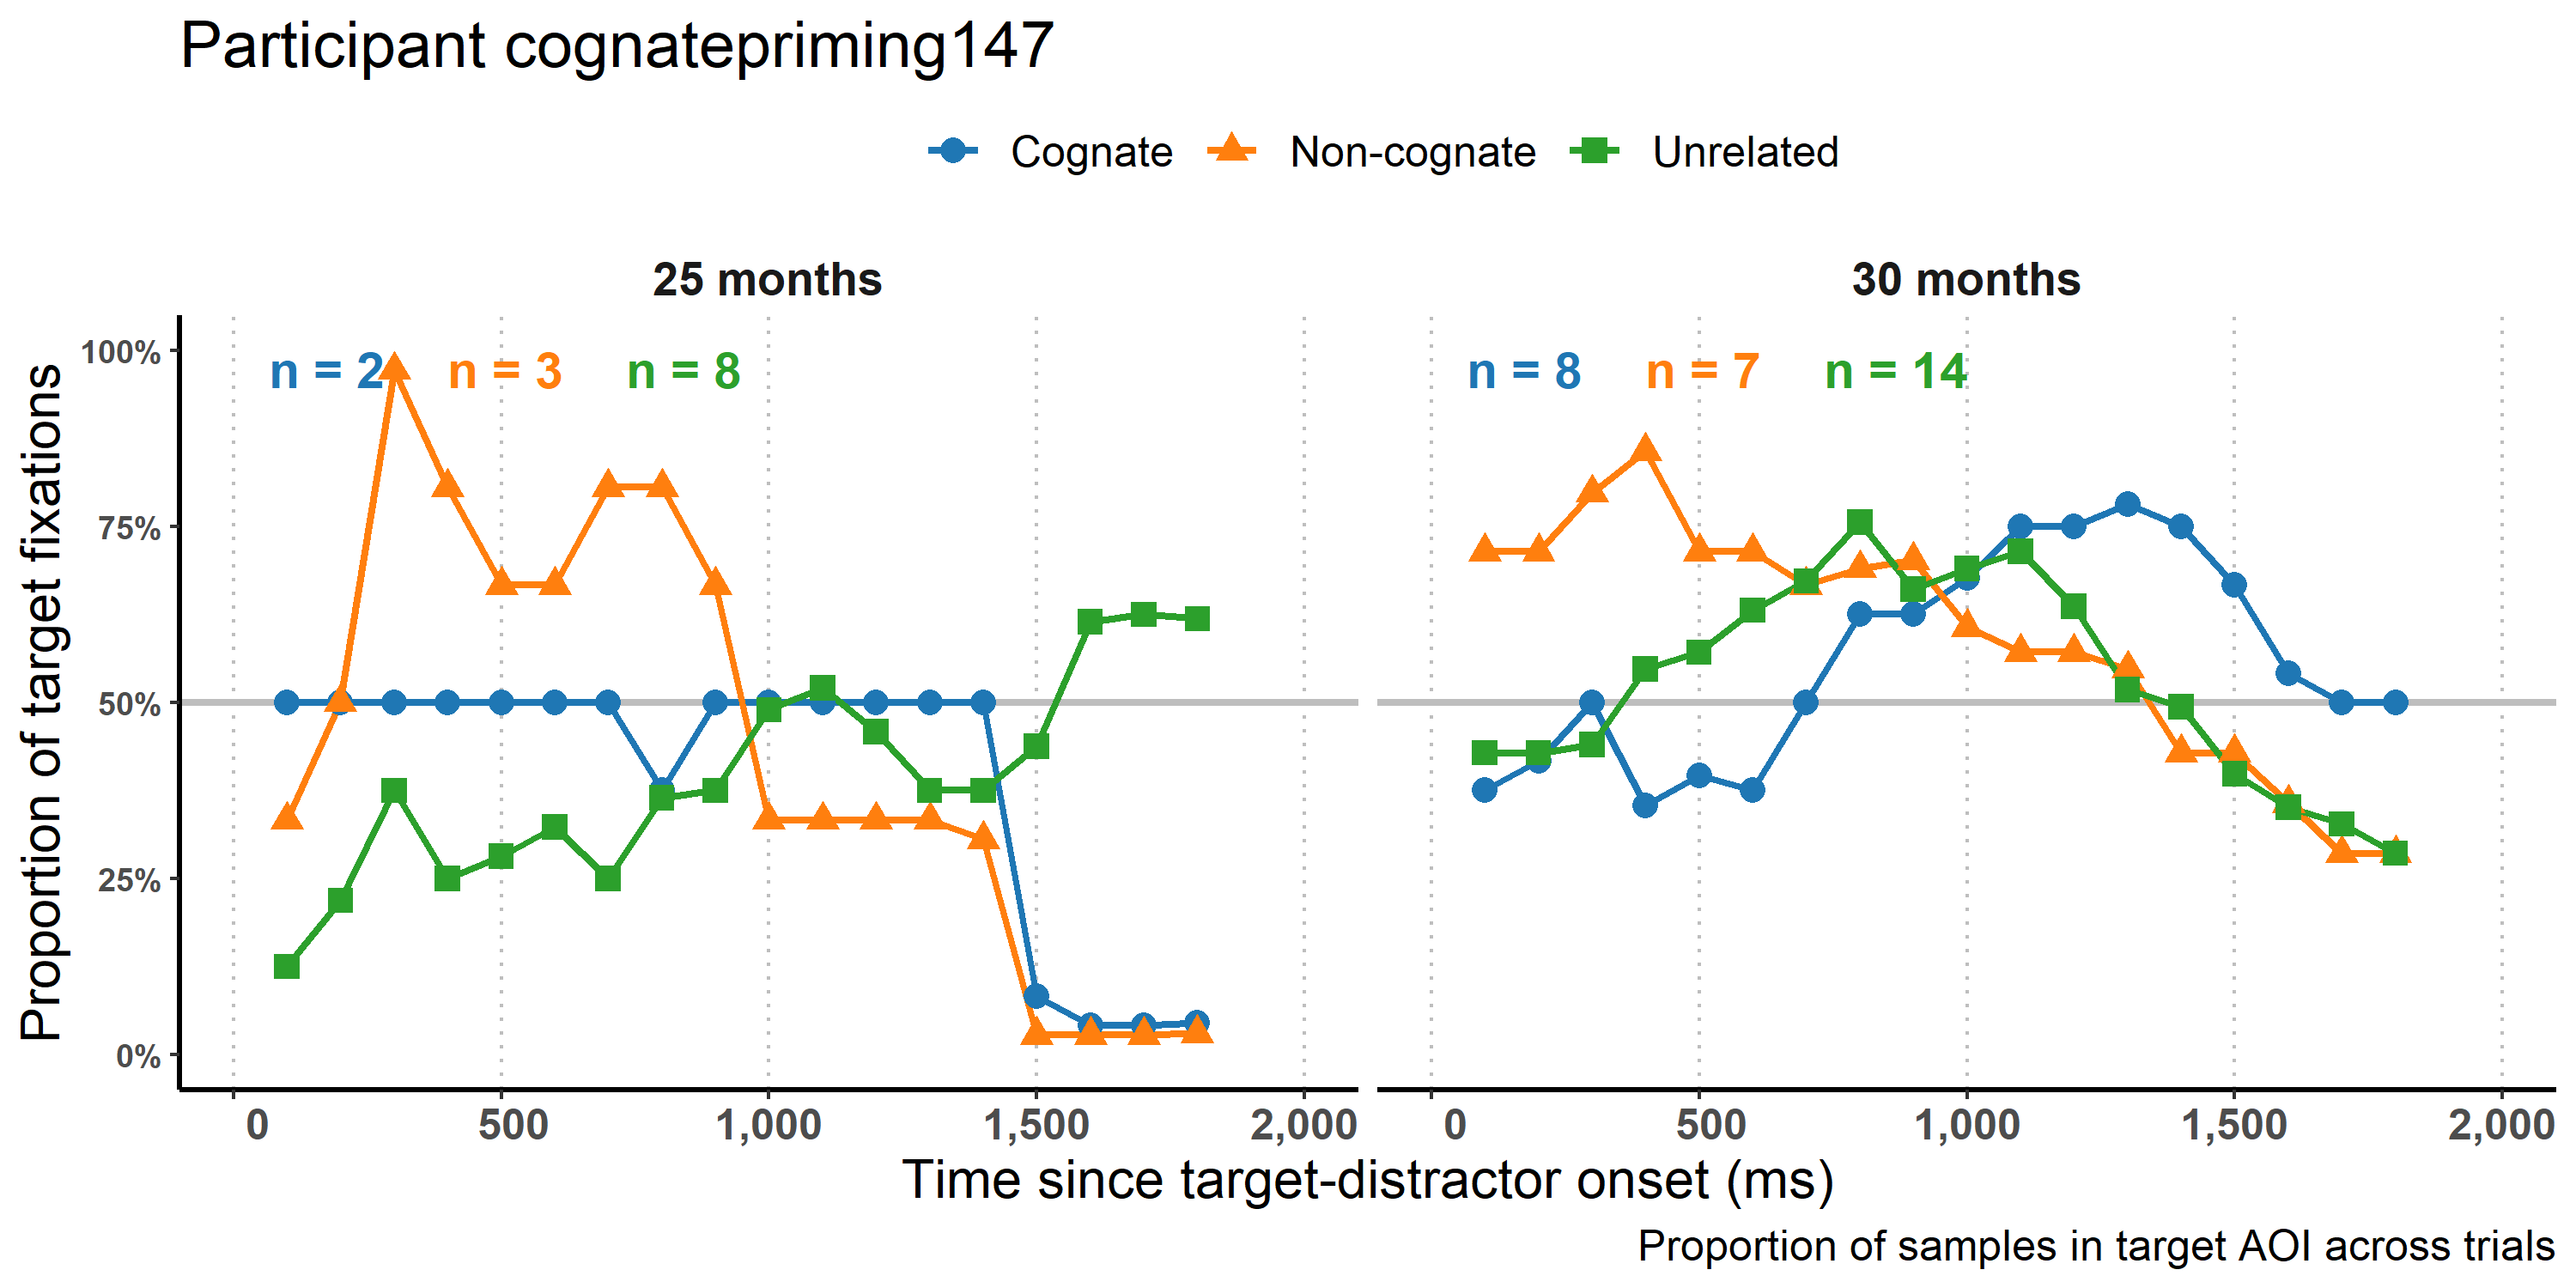 Participant cognatepriming147
Cognate Non-cognate Unrelated
25 months 30 months
Proportion of target fixations
100%
75%
50%
25%
0%
n = 2 n = 3 n = 8
n = 8 n = 7 n = 14
0 500 1,000 1,500 2,000
0 500 1,000 1,500 2,000
Time since target-distractor onset (ms)
Proportion of samples in target AOI across trials